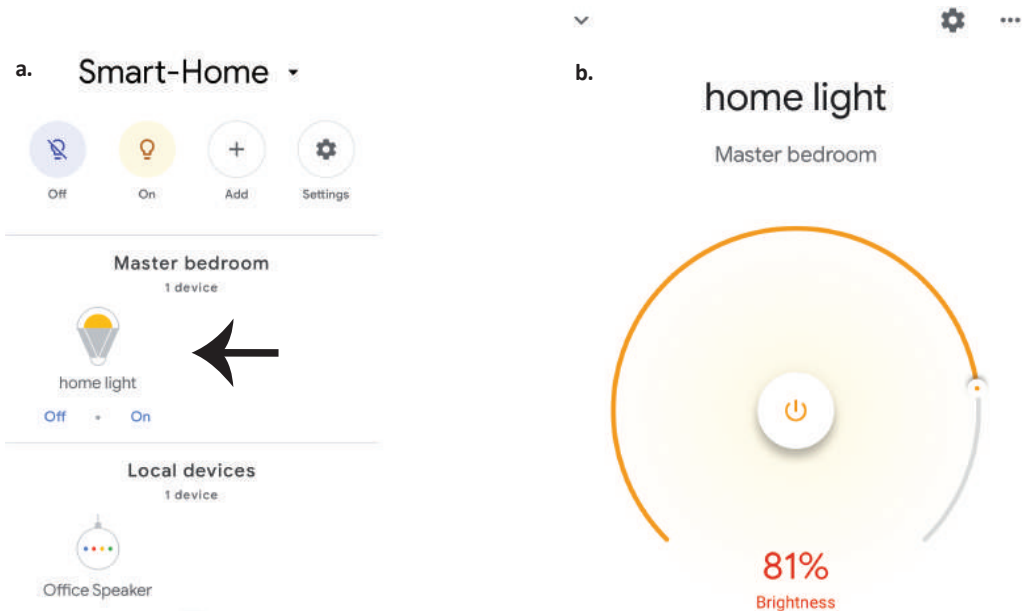 a.
Smart-Home
Off On Add Settings
Master bedroom
1 device
home light
Off • On
Local devices
1 device
Office Speaker
b.
home light
Master bedroom
81%
Brightness